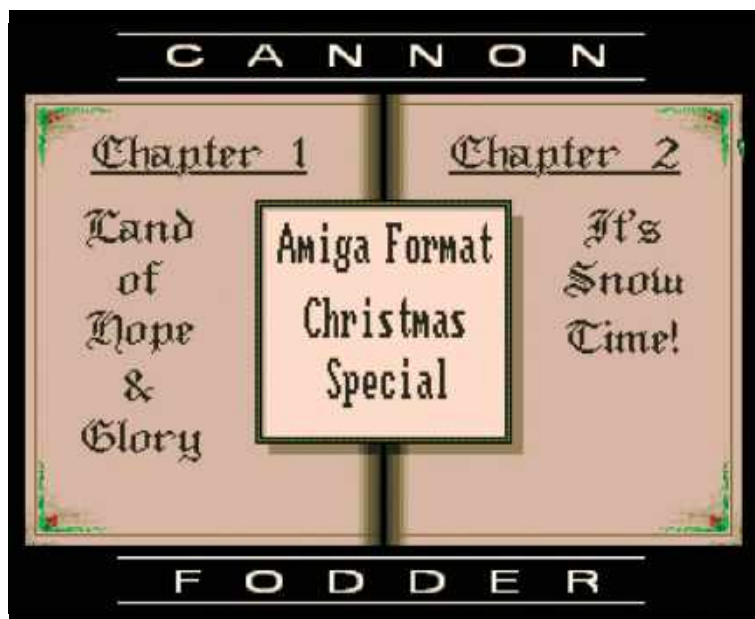 CANNON
Chapter 1
Land
of
Hope
&
Glory
Amiga Format
Christmas
Special
Chapter 2
It's
Snow
Time!
FODDER